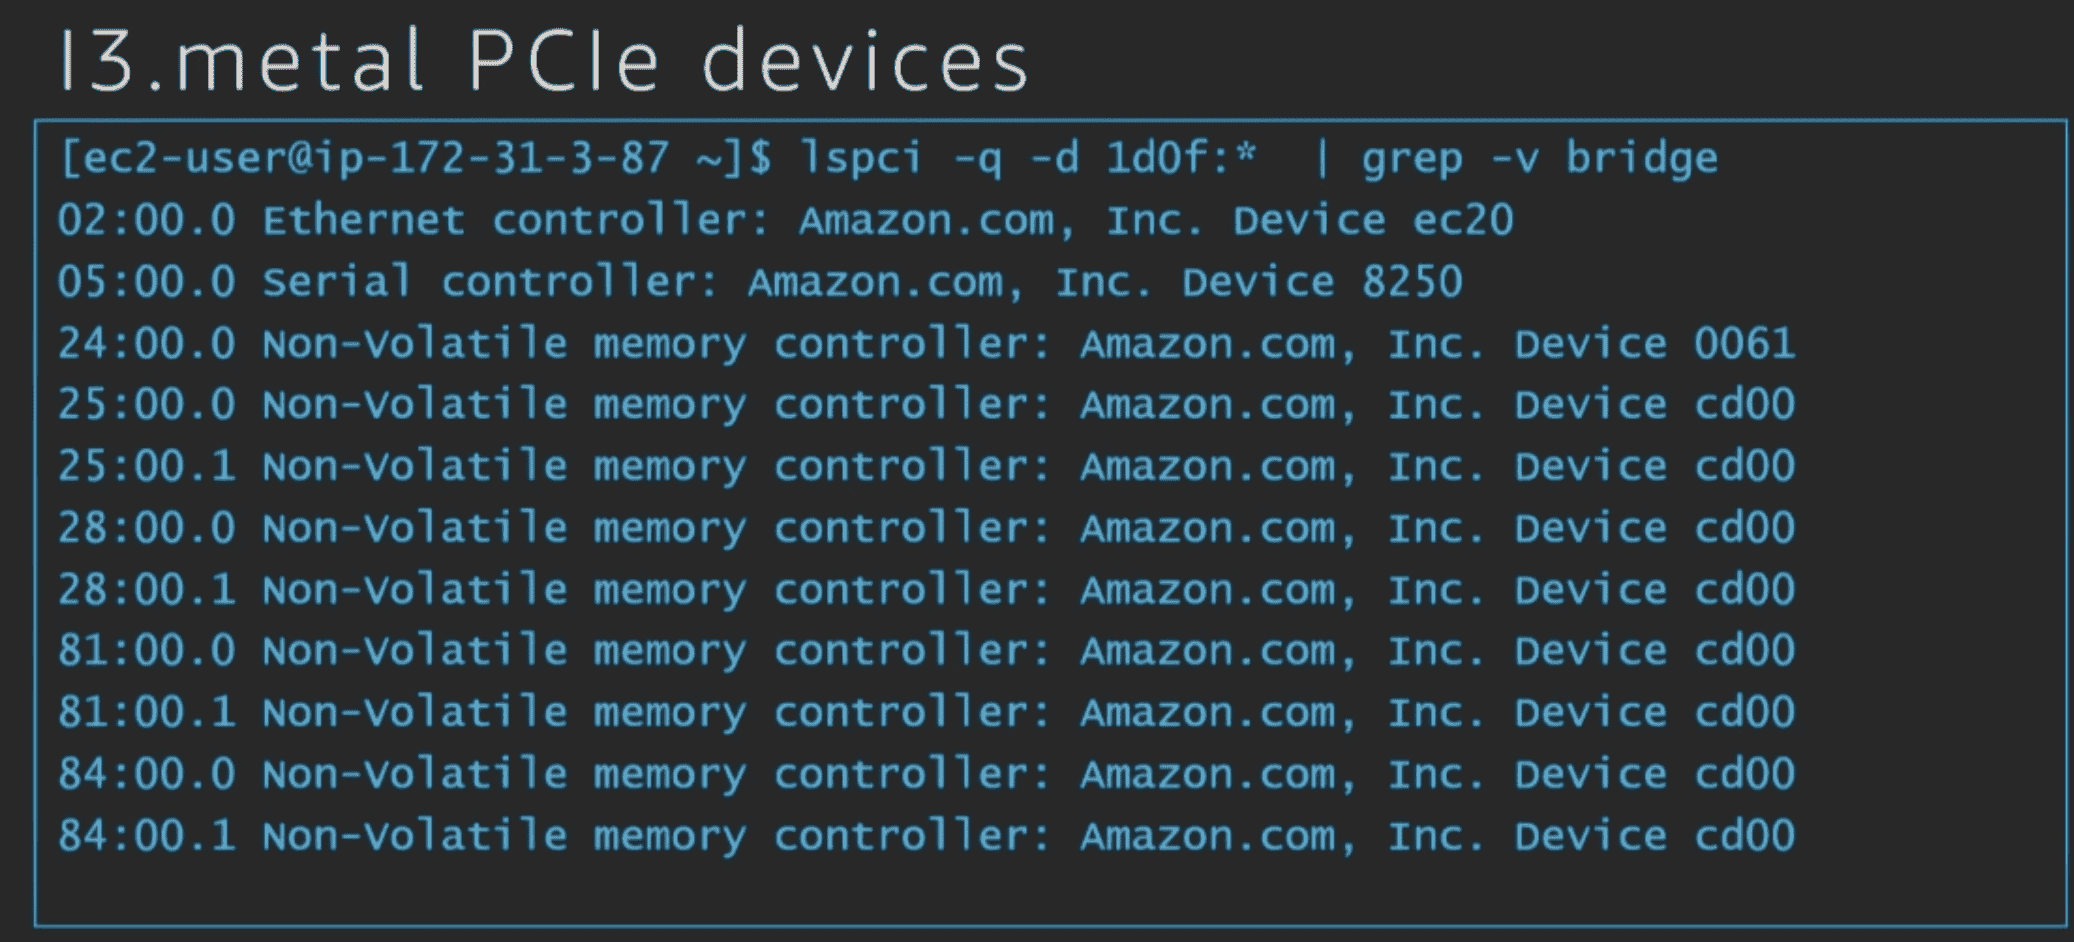 I3.metal PCIe devices
[ec2-user@ip-172-31-3-87 ~]$ lspci -q -d 1d0f:*  | grep -v bridge
02:00.0 Ethernet controller: Amazon.com, Inc. Device ec20
05:00.0 Serial controller: Amazon.com, Inc. Device 8250
24:00.0 Non-Volatile memory controller: Amazon.com, Inc. Device 0061
25:00.0 Non-Volatile memory controller: Amazon.com, Inc. Device cd00
25:00.1 Non-Volatile memory controller: Amazon.com, Inc. Device cd00
28:00.0 Non-Volatile memory controller: Amazon.com, Inc. Device cd00
28:00.1 Non-Volatile memory controller: Amazon.com, Inc. Device cd00
81:00.0 Non-Volatile memory controller: Amazon.com, Inc. Device cd00
81:00.1 Non-Volatile memory controller: Amazon.com, Inc. Device cd00
84:00.0 Non-Volatile memory controller: Amazon.com, Inc. Device cd00
84:00.1 Non-Volatile memory controller: Amazon.com, Inc. Device cd00